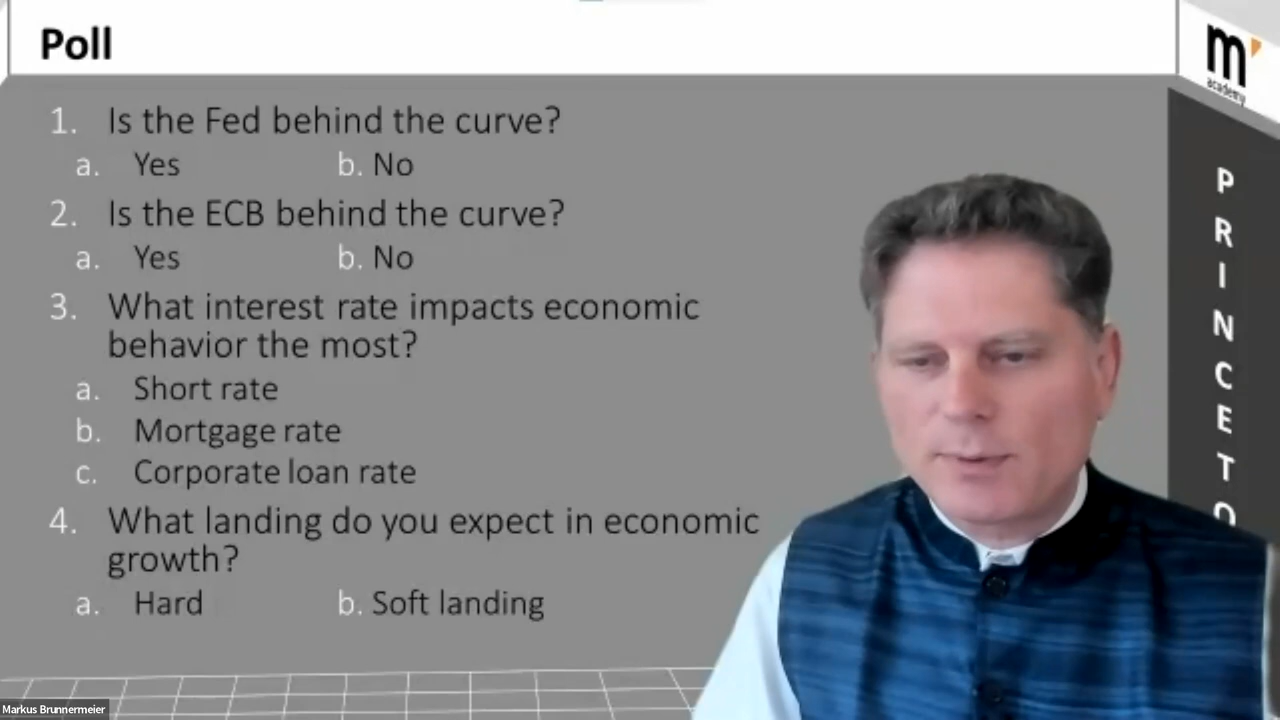 Poll
m'
academy
1. Is the Fed behind the curve?
a. Yes b. No
2. Is the ECB behind the curve?
a. Yes b. No
3. What interest rate impacts economic
behavior the most?
a. Short rate
b. Mortgage rate
c. Corporate loan rate
4. What landing do you expect in economic
growth?
a. Hard b. Soft landing
P
R
I
N
C
E
T
O
Markus Brunnermeier